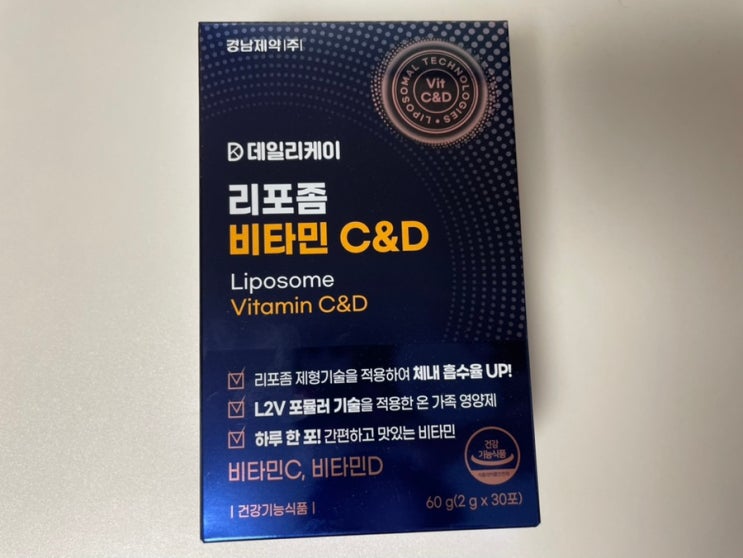 경남제약(주)
LIPOSOMAL TECHNOLOGIES
Vit
C&D
데일리케이
리포좀
비타민 C&D
Liposome
Vitamin C&D
리포좀 제형기술을 적용하여 체내 흡수율 UP!
L2V 포뮬러 기술을 적용한 온 가족 영양제
하루 한 포! 간편하고 맛있는 비타민
비타민C, 비타민D
건강
기능식품
| 건강기능식품 |
60 g(2 g x 30포)